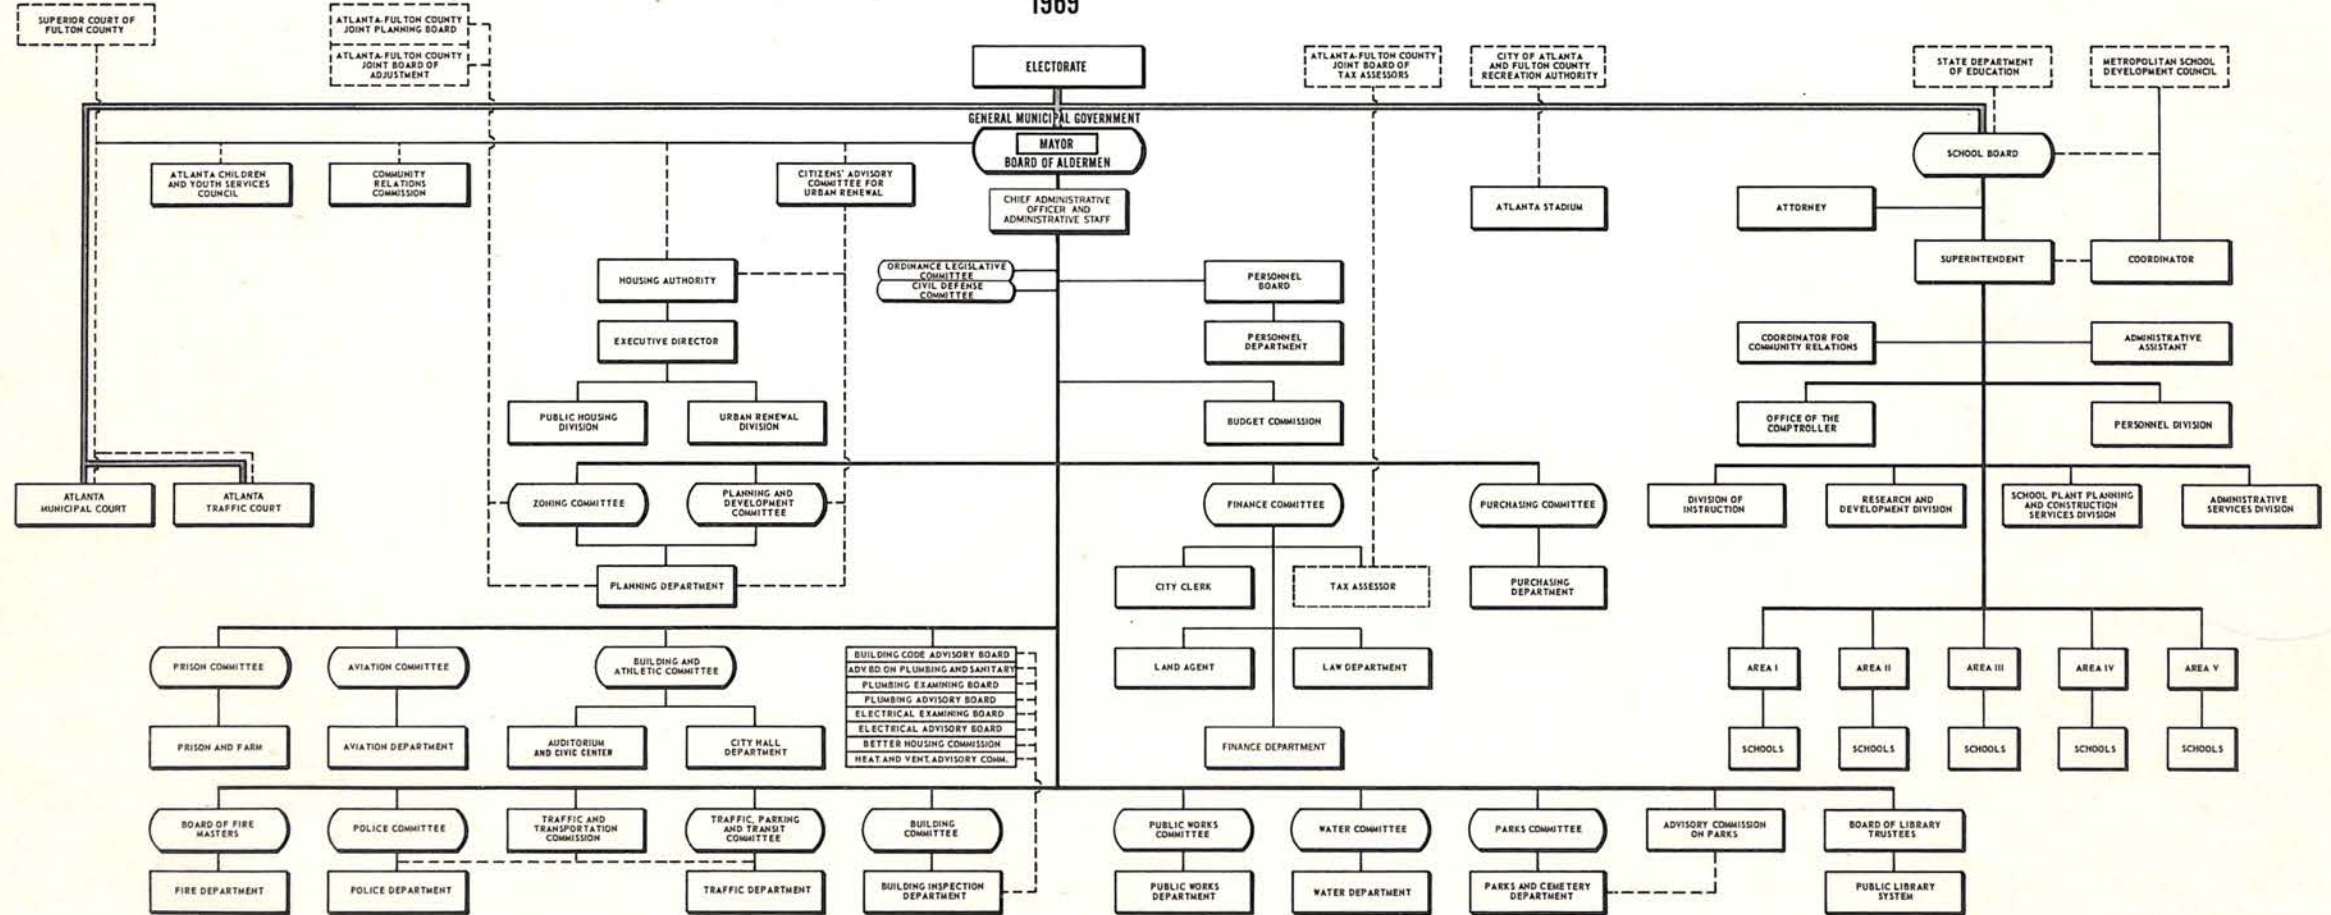 1969
SUPERIOR COURT OF
FULTON COUNTY
ATLANTA-FULTON COUNTY
JOINT PLANNING BOARD
ATLANTA-FULTON COUNTY
JOINT BOARD OF
ADJUSTMENT
ELECTORATE
ATLANTA-FULTON COUNTY
JOINT BOARD OF
TAX ASSESSORS
CITY OF ATLANTA
AND FULTON COUNTY
RECREATION AUTHORITY
STATE DEPARTMENT
OF EDUCATION
METROPOLITAN SCHOOL
DEVELOPMENT COUNCIL
GENERAL MUNICIPAL GOVERNMENT
MAYOR
BOARD OF ALDERMEN
SCHOOL BOARD
ATLANTA CHILDREN
AND YOUTH SERVICES
COUNCIL
COMMUNITY
RELATIONS
COMMISSION
CITIZENS' ADVISORY
COMMITTEE FOR
URBAN RENEWAL
CHIEF ADMINISTRATIVE
OFFICER AND
ADMINISTRATIVE STAFF
ATLANTA STADIUM
ATTORNEY
HOUSING AUTHORITY
ORDINANCE LEGISLATIVE
COMMITTEE
CIVIL DEFENSE
COMMITTEE
PERSONNEL
BOARD
SUPERINTENDENT
COORDINATOR
EXECUTIVE DIRECTOR
PERSONNEL
DEPARTMENT
COORDINATOR FOR
COMMUNITY RELATIONS
ADMINISTRATIVE
ASSISTANT
PUBLIC HOUSING
DIVISION
URBAN RENEWAL
DIVISION
BUDGET COMMISSION
OFFICE OF THE
COMPTROLLER
PERSONNEL DIVISION
ATLANTA
MUNICIPAL COURT
ATLANTA
TRAFFIC COURT
ZONING COMMITTEE
PLANNING AND
DEVELOPMENT
COMMITTEE
FINANCE COMMITTEE
PURCHASING COMMITTEE
DIVISION OF
INSTRUCTION
RESEARCH AND
DEVELOPMENT DIVISION
SCHOOL PLANT PLANNING
AND CONSTRUCTION
SERVICES DIVISION
ADMINISTRATIVE
SERVICES DIVISION
PLANNING DEPARTMENT
CITY CLERK
TAX ASSESSOR
PURCHASING
DEPARTMENT
PRISON COMMITTEE
AVIATION COMMITTEE
BUILDING AND
ATHLETIC COMMITTEE
BUILDING CODE ADVISORY BOARD
ADV.BD.ON PLUMBING AND SANITARY
PLUMBING EXAMINING BOARD
PLUMBING ADVISORY BOARD
ELECTRICAL EXAMINING BOARD
ELECTRICAL ADVISORY BOARD
BETTER HOUSING COMMISSION
HEAT.AND VENT.ADVISORY COMM.
LAND AGENT
LAW DEPARTMENT
AREA I
AREA II
AREA III
AREA IV
AREA V
PRISON AND FARM
AVIATION DEPARTMENT
AUDITORIUM
AND CIVIC CENTER
CITY HALL
DEPARTMENT
FINANCE DEPARTMENT
SCHOOLS
SCHOOLS
SCHOOLS
SCHOOLS
SCHOOLS
BOARD OF FIRE
MASTERS
POLICE COMMITTEE
TRAFFIC AND
TRANSPORTATION
COMMISSION
TRAFFIC, PARKING
AND TRANSIT
COMMITTEE
BUILDING
COMMITTEE
PUBLIC WORKS
COMMITTEE
WATER COMMITTEE
PARKS COMMITTEE
ADVISORY COMMISSION
ON PARKS
BOARD OF LIBRARY
TRUSTEES
FIRE DEPARTMENT
POLICE DEPARTMENT
TRAFFIC DEPARTMENT
BUILDING INSPECTION
DEPARTMENT
PUBLIC WORKS
DEPARTMENT
WATER DEPARTMENT
PARKS AND CEMETERY
DEPARTMENT
PUBLIC LIBRARY
SYSTEM